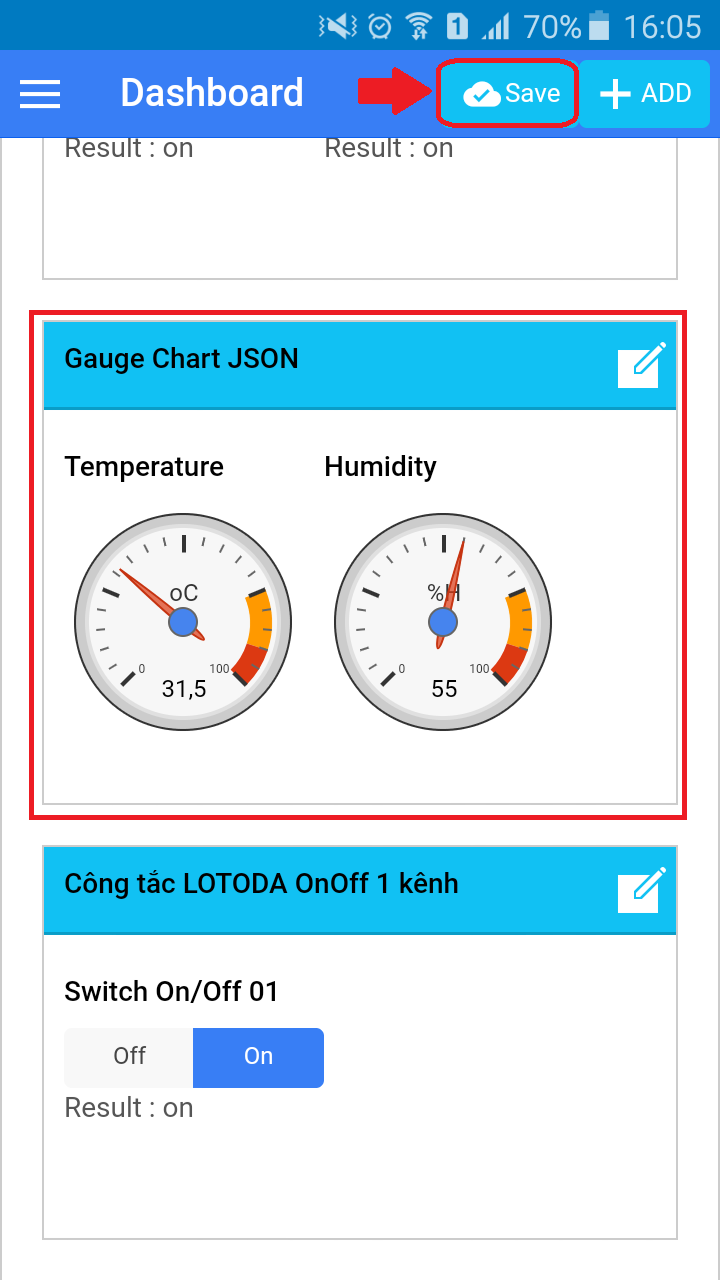 1 70% 16:05
Dashboard Save ADD
Result : on Result : on
Gauge Chart JSON
Temperature Humidity
oC %H
0 100 0 100
31,5 55
Công tắc LOTODA OnOff 1 kênh
Switch On/Off 01
Off On
Result : on